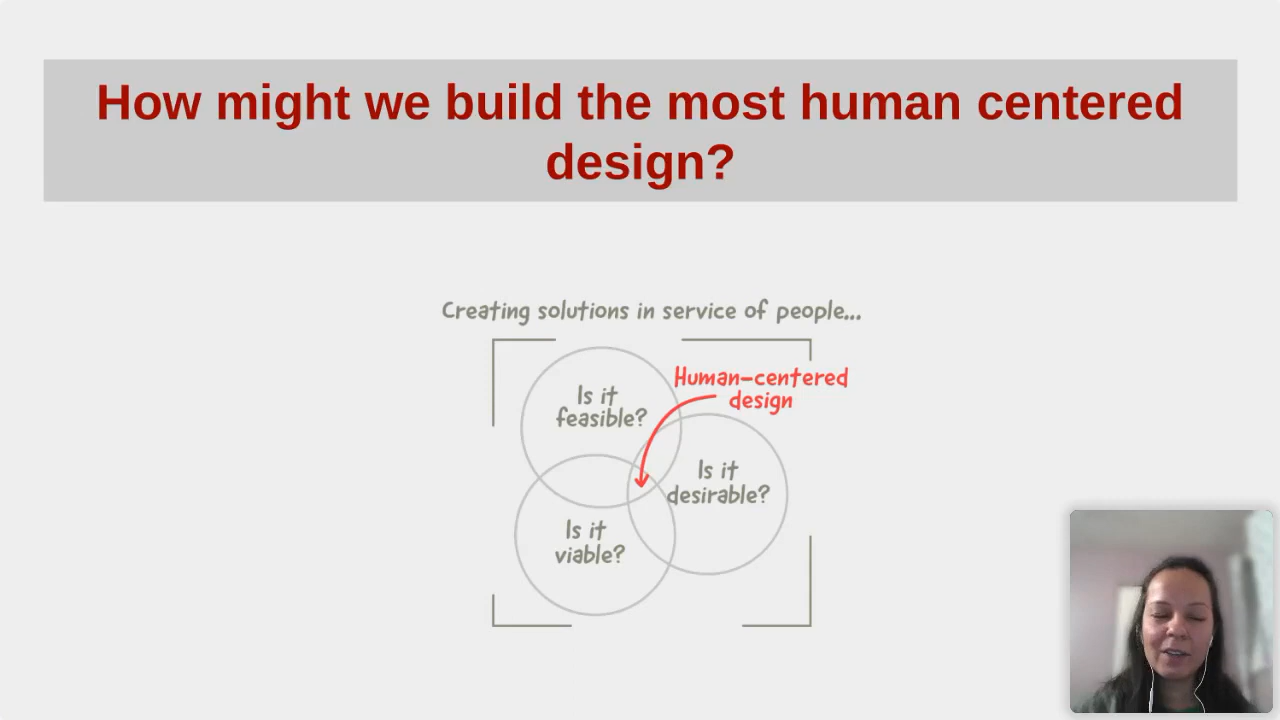 How might we build the most human centered
design?
Creating solutions in service of people...
Human-centered
design
Is it
feasible?
Is it
desirable?
Is it
viable?